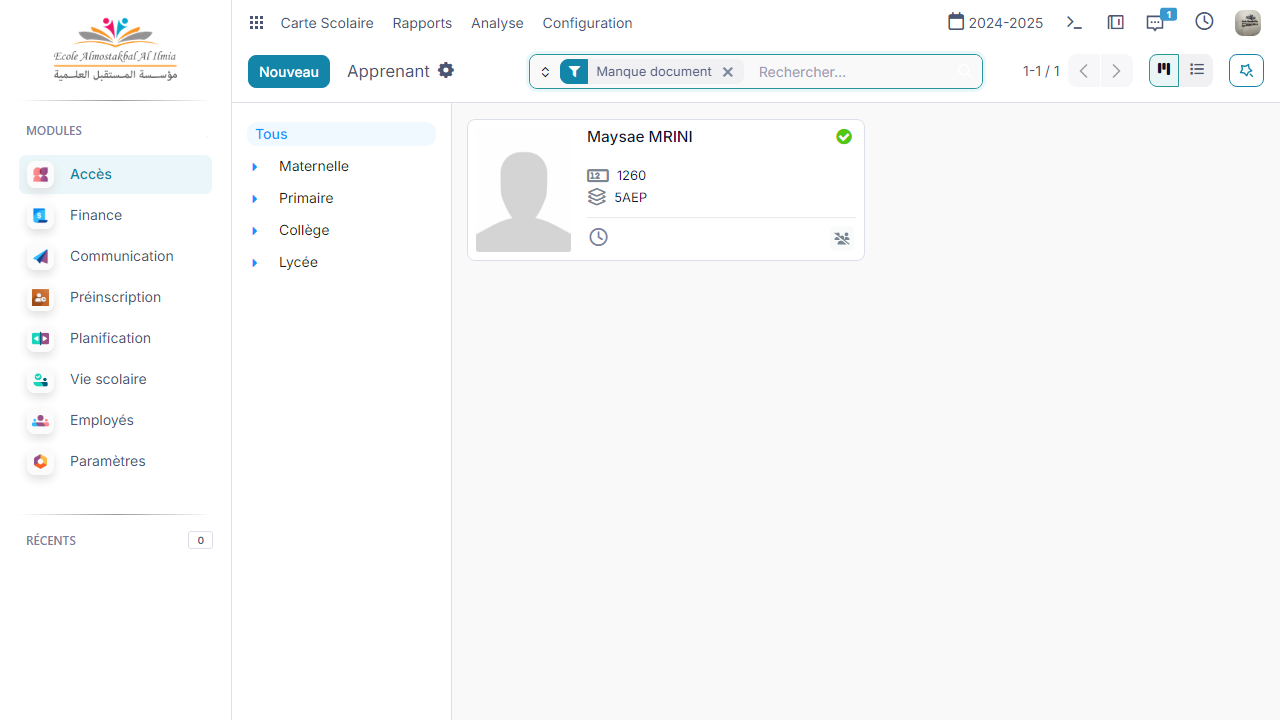 Ecole Almostakbal Al Ilmia
مؤسسة المستقبل العلمية
MODULES
Accès
Finance
Communication
Préinscription
Planification
Vie scolaire
Employés
Paramètres
RÉCENTS 0
Carte Scolaire Rapports Analyse Configuration 2024-2025 1
Nouveau Apprenant Manque document Rechercher... 1-1 / 1
Tous
Maternelle
Primaire
Collège
Lycée
Maysae MRINI
12 1260
5AEP